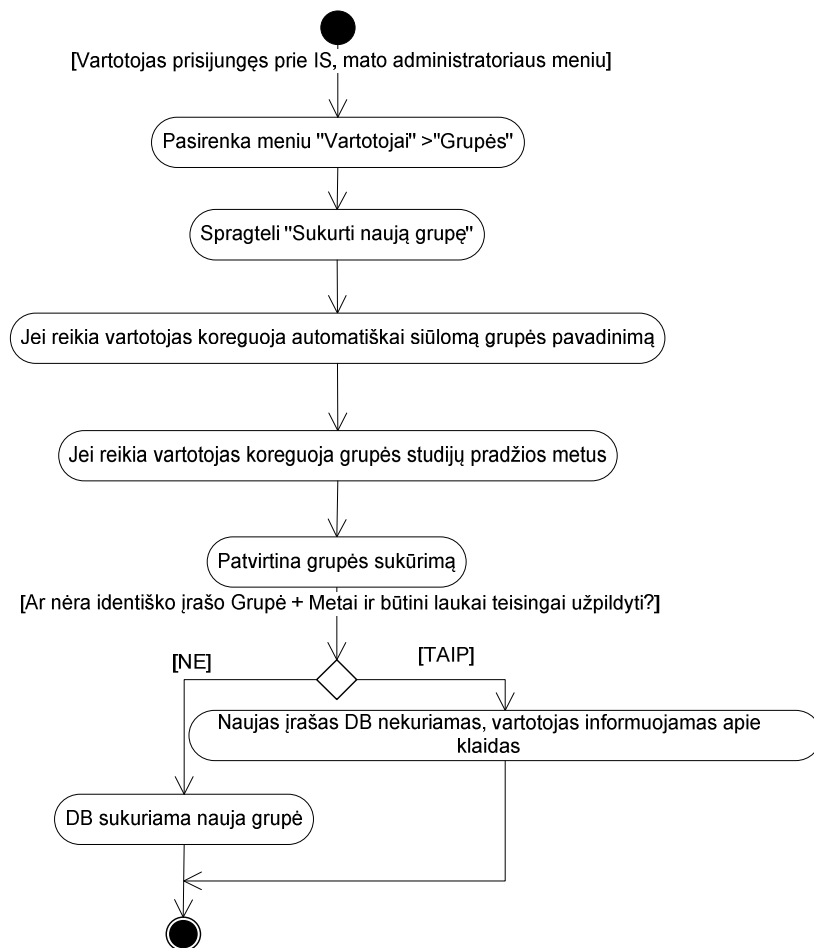 [Vartotojas prisijungęs prie IS, mato administratoriaus meniu]
Pasirenka meniu "Vartotojai" >"Grupės"
Spragteli "Sukurti naują grupę"
Jei reikia vartotojas koreguoja automatiškai siūlomą grupės pavadinimą
Jei reikia vartotojas koreguoja grupės studijų pradžios metus
Patvirtina grupės sukūrimą
[Ar nėra identiško įrašo Grupė + Metai ir būtini laukai teisingai užpildyti?]
[NE]
[TAIP]
Naujas įrašas DB nekuriamas, vartotojas informuojamas apie
klaidas
DB sukuriama nauja grupė